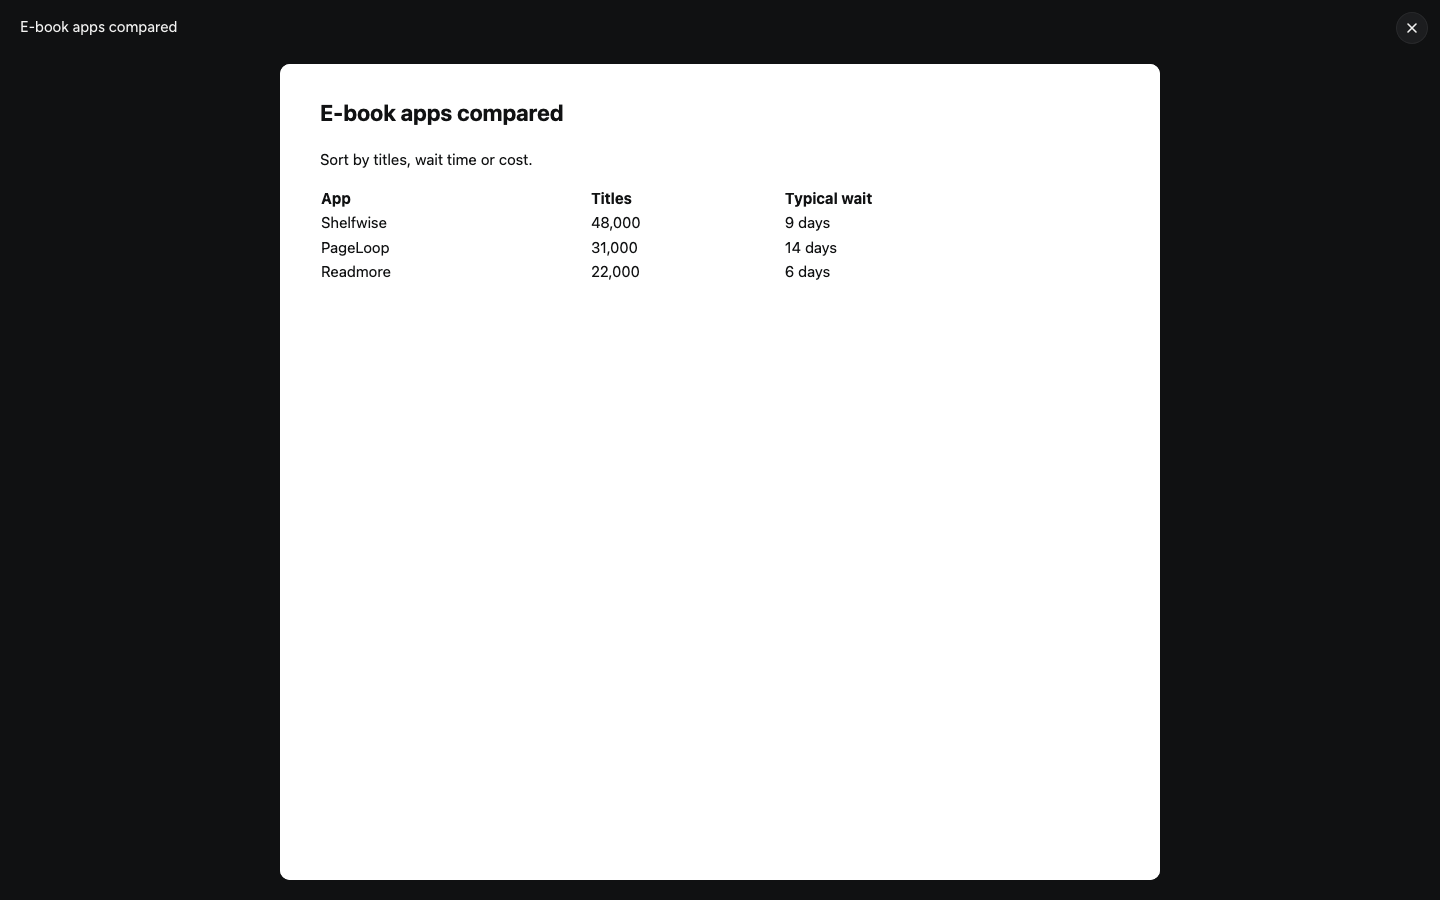 E-book apps compared
E-book apps compared
Sort by titles, wait time or cost.
App Titles Typical wait
Shelfwise 48,000 9 days
PageLoop 31,000 14 days
Readmore 22,000 6 days